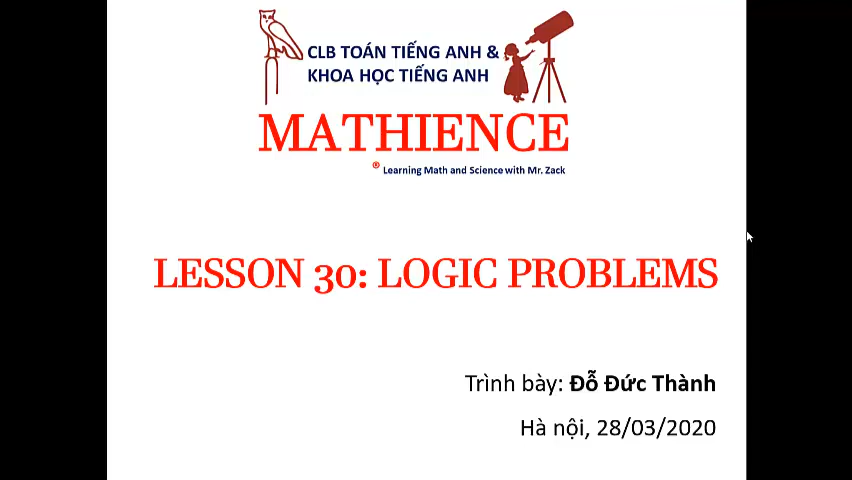 CLB TOÁN TIẾNG ANH &
KHOA HỌC TIẾNG ANH
MATHIENCE
® Learning Math and Science with Mr. Zack
LESSON 30: LOGIC PROBLEMS
Trình bày: Đỗ Đức Thành
Hà nội, 28/03/2020